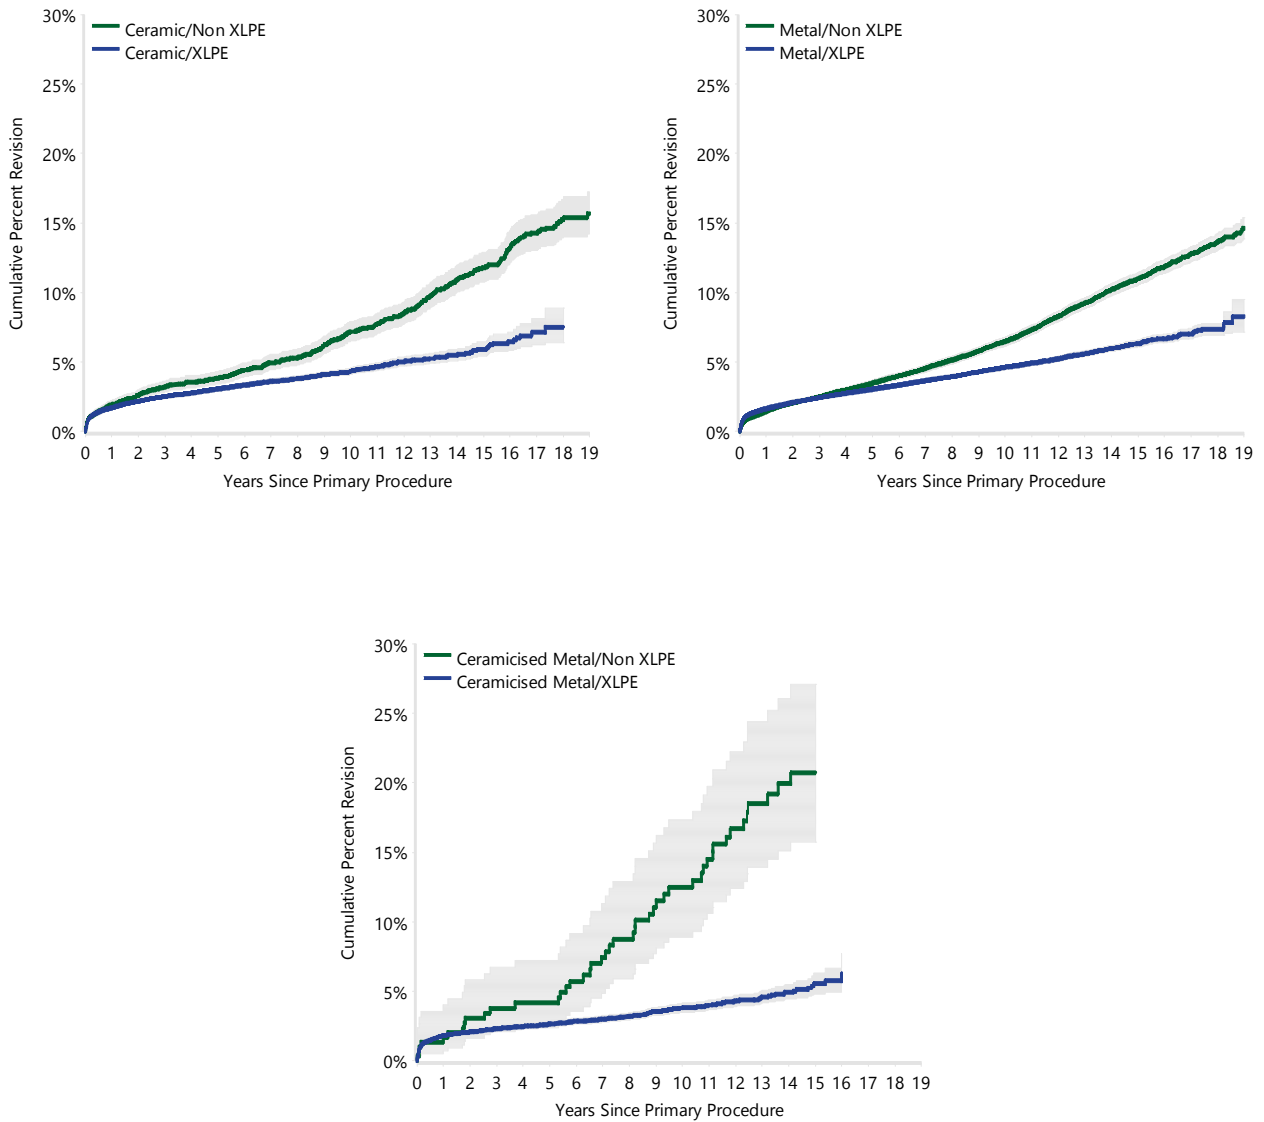 30%
25%
20%
15%
10%
5%
0%
Cumulative Percent Revision
Ceramic/Non XLPE
Ceramic/XLPE
0 1 2 3 4 5 6 7 8 9 10 11 12 13 14 15 16 17 18 19
Years Since Primary Procedure
30%
25%
20%
15%
10%
5%
0%
Cumulative Percent Revision
Metal/Non XLPE
Metal/XLPE
0 1 2 3 4 5 6 7 8 9 10 11 12 13 14 15 16 17 18 19
Years Since Primary Procedure
30%
25%
20%
15%
10%
5%
0%
Cumulative Percent Revision
Ceramicised Metal/Non XLPE
Ceramicised Metal/XLPE
0 1 2 3 4 5 6 7 8 9 10 11 12 13 14 15 16 17 18 19
Years Since Primary Procedure